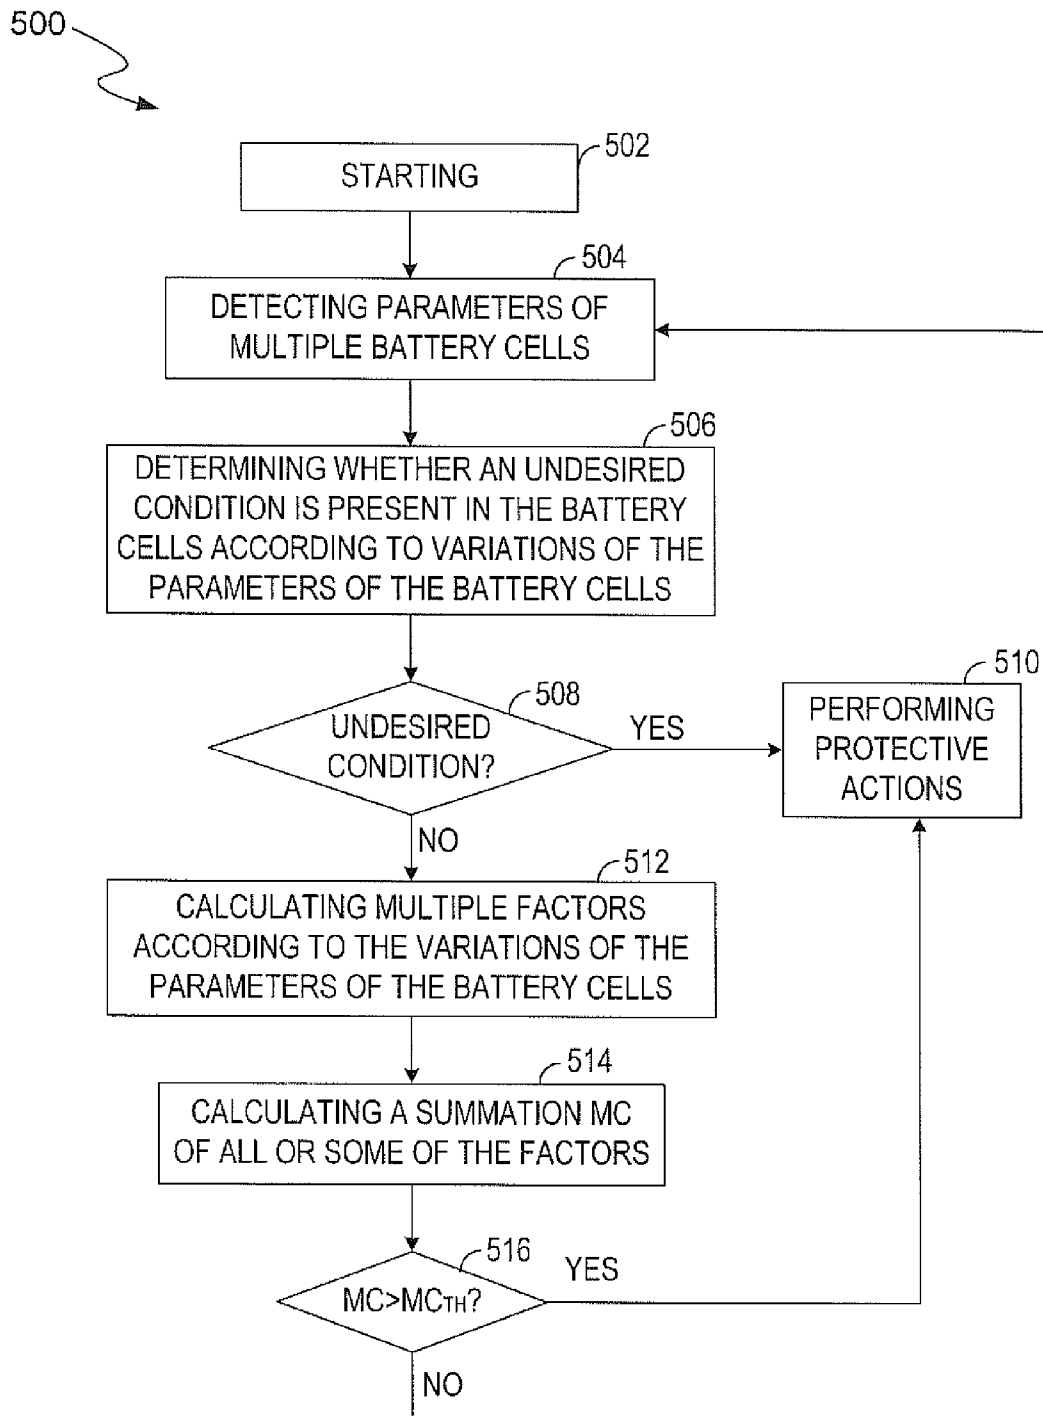 500
502
STARTING
504
DETECTING PARAMETERS OF
MULTIPLE BATTERY CELLS
506
DETERMINING WHETHER AN UNDESIRED
CONDITION IS PRESENT IN THE BATTERY
CELLS ACCORDING TO VARIATIONS OF THE
PARAMETERS OF THE BATTERY CELLS
508
UNDESIRED
CONDITION?
YES
510
PERFORMING
PROTECTIVE
ACTIONS
NO
512
CALCULATING MULTIPLE FACTORS
ACCORDING TO THE VARIATIONS OF THE
PARAMETERS OF THE BATTERY CELLS
514
CALCULATING A SUMMATION MC
OF ALL OR SOME OF THE FACTORS
516
MC>MCTH?
YES
NO